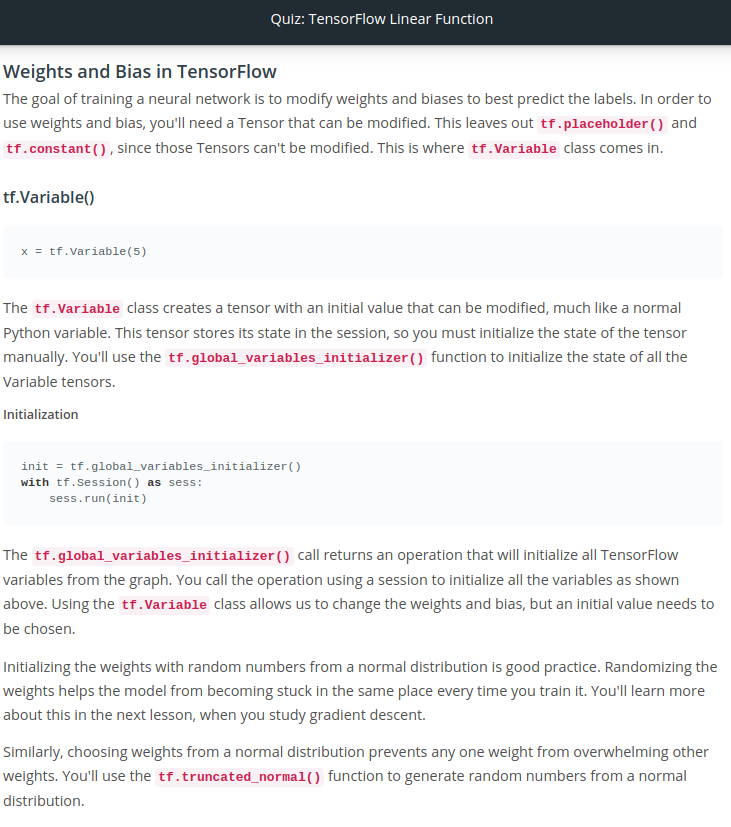 Quiz: TensorFlow Linear Function
Weights and Bias in TensorFlow
The goal of training a neural network is to modify weights and biases to best predict the labels. In order to
use weights and bias, you'll need a Tensor that can be modified. This leaves out tf.placeholder() and
tf.constant(), since those Tensors can't be modified. This is where tf.Variable class comes in.
tf.Variable()
x = tf.Variable(5)
The tf.Variable class creates a tensor with an initial value that can be modified, much like a normal
Python variable. This tensor stores its state in the session, so you must initialize the state of the tensor
manually. You'll use the tf.global_variables_initializer() function to initialize the state of all the
Variable tensors.
Initialization
init = tf.global_variables_initializer()
with tf.Session() as sess:
    sess.run(init)
The tf.global_variables_initializer() call returns an operation that will initialize all TensorFlow
variables from the graph. You call the operation using a session to initialize all the variables as shown
above. Using the tf.Variable class allows us to change the weights and bias, but an initial value needs to
be chosen.
Initializing the weights with random numbers from a normal distribution is good practice. Randomizing the
weights helps the model from becoming stuck in the same place every time you train it. You'll learn more
about this in the next lesson, when you study gradient descent.
Similarly, choosing weights from a normal distribution prevents any one weight from overwhelming other
weights. You'll use the tf.truncated_normal() function to generate random numbers from a normal
distribution.